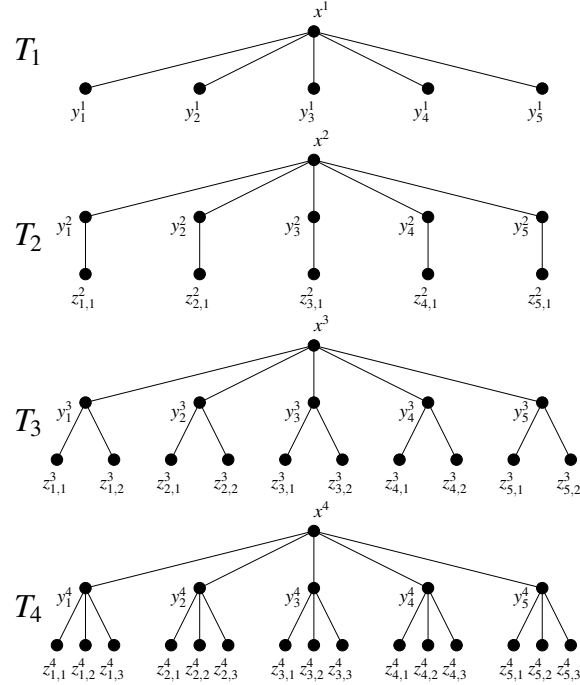 x^1
T_1
y^1_1 y^1_2 y^1_3 y^1_4 y^1_5
x^2
y^2_1 y^2_2 y^2_3 y^2_4 y^2_5
T_2
z^2_{1,1} z^2_{2,1} z^2_{3,1} z^2_{4,1} z^2_{5,1}
x^3
y^3_1 y^3_2 y^3_3 y^3_4 y^3_5
T_3
z^3_{1,1} z^3_{1,2} z^3_{2,1} z^3_{2,2} z^3_{3,1} z^3_{3,2} z^3_{4,1} z^3_{4,2} z^3_{5,1} z^3_{5,2}
x^4
y^4_1 y^4_2 y^4_3 y^4_4 y^4_5
T_4
z^4_{1,1} z^4_{1,2} z^4_{1,3} z^4_{2,1} z^4_{2,2} z^4_{2,3} z^4_{3,1} z^4_{3,2} z^4_{3,3} z^4_{4,1} z^4_{4,2} z^4_{4,3} z^4_{5,1} z^4_{5,2} z^4_{5,3}